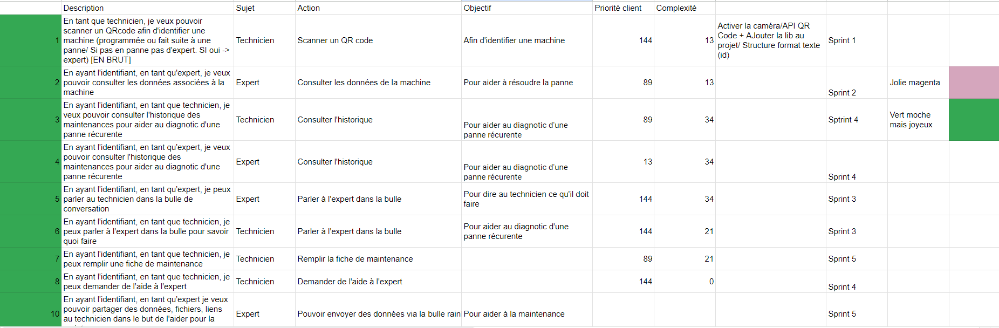 Description Sujet Action Objectif Priorité client Complexité
En tant que technicien, je veux pouvoir
scanner un QRcode afin d'identifier une
machine (programmée ou fait suite à une
panne/ Si pas en panne pas d'expert. SI oui ->
expert) [EN BRUT]
1
Technicien
Scanner un QR code
Afin d'identifier une machine
144
13
Activer la caméra/API QR
Code + AJouter la lib au
projet/ Structure format texte
(id)
Sprint 1
2
En ayant l'identifiant, en tant qu'expert, je veux
pouvoir consulter les données associées à la
machine
Expert
Consulter les données de la machine
Pour aider à résoudre la panne
89
13
Sprint 2
Jolie magenta
3
En ayant l'identifiant, en tant que technicien, je
veux pouvoir consulter l'historique des
maintenances pour aider au diagnotic d'une
panne récurente
Technicien
Consulter l'historique
Pour aider au diagnotic d'une
panne récurente
89
34
Sptrint 4
Vert moche
mais joyeux
4
En ayant l'identifiant, en tant qu'expert, je veux
pouvoir consulter l'historique des
maintenances pour aider au diagnotic d'une
panne récurente
Expert
Consulter l'historique
Pour aider au diagnotic d'une
panne récurente
13
34
Sprint 4
5
En ayant l'identifiant, en tant qu'expert, je peux
parler au technicien dans la bulle de
conversation
Expert
Parler à l'expert dans la bulle
Pour dire au technicien ce qu'il doit
faire
144
34
Sprint 3
6
En ayant l'identifiant, en tant que technicien, je
peux parler à l'expert dans la bulle pour savoir
quoi faire
Technicien
Parler à l'expert dans la bulle
Pour aider au diagnotic d'une
panne récurente
144
21
Sprint 3
7
En ayant l'identifiant, en tant que technicien, je
peux remplir une fiche de maintenance
Technicien
Remplir la fiche de maintenance
89
21
Sprint 5
8
En ayant l'identifiant, en tant que technicien, je
peux demander de l'aide à l'expert
Technicien
Demander de l'aide à l'expert
144
0
Sprint 4
10
En ayant l'identifiant, en tant qu'expert je veux
pouvoir partager des données, fichiers, liens
au technicien dans le but de l'aider pour la
Expert
Pouvoir envoyer des données via la bulle rain
Pour aider à la maintenance
Sprint 5